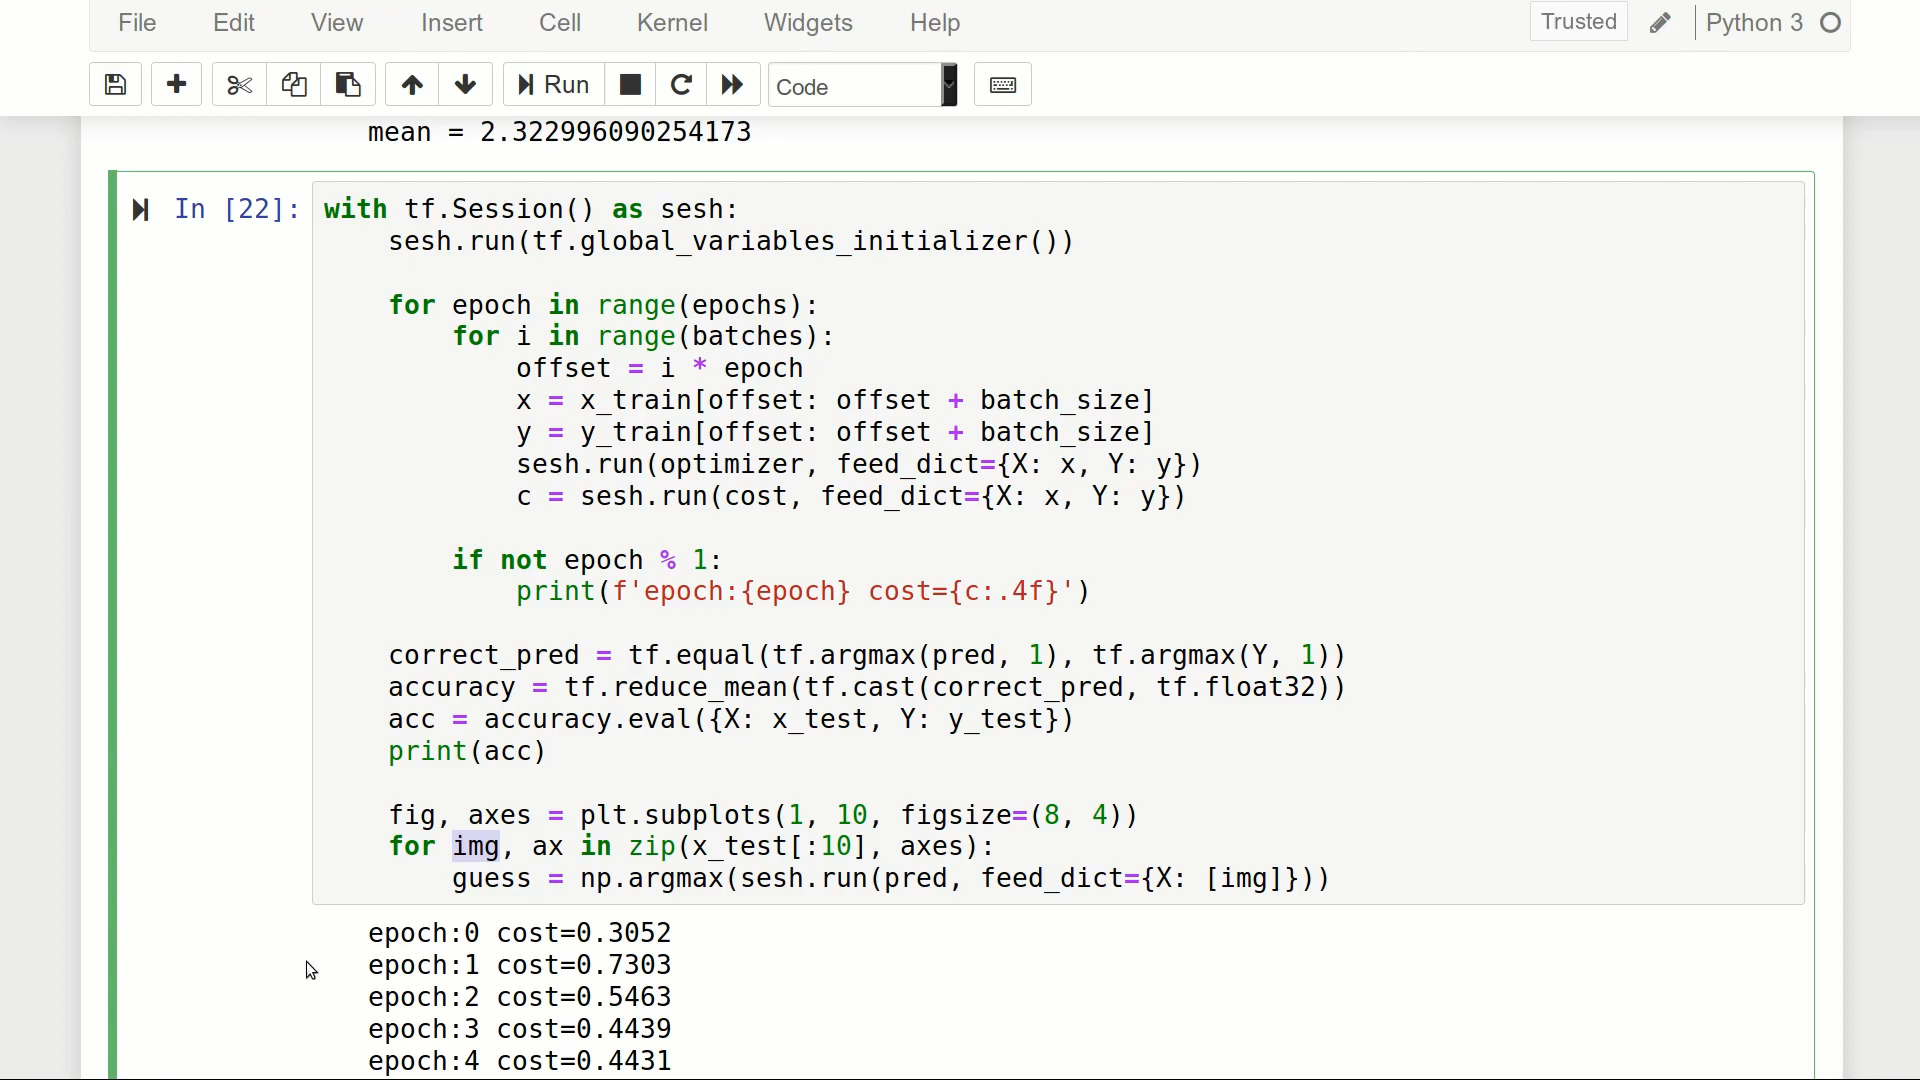 File Edit View Insert Cell Kernel Widgets Help Trusted Python 3
Run Code
mean = 2.322996090254173
In [22]: with tf.Session() as sesh:
    sesh.run(tf.global_variables_initializer())

    for epoch in range(epochs):
        for i in range(batches):
            offset = i * epoch
            x = x_train[offset: offset + batch_size]
            y = y_train[offset: offset + batch_size]
            sesh.run(optimizer, feed_dict={X: x, Y: y})
            c = sesh.run(cost, feed_dict={X: x, Y: y})

        if not epoch % 1:
            print(f'epoch:{epoch} cost={c:.4f}')

    correct_pred = tf.equal(tf.argmax(pred, 1), tf.argmax(Y, 1))
    accuracy = tf.reduce_mean(tf.cast(correct_pred, tf.float32))
    acc = accuracy.eval({X: x_test, Y: y_test})
    print(acc)

    fig, axes = plt.subplots(1, 10, figsize=(8, 4))
    for img, ax in zip(x_test[:10], axes):
        guess = np.argmax(sesh.run(pred, feed_dict={X: [img]}))
epoch:0 cost=0.3052
epoch:1 cost=0.7303
epoch:2 cost=0.5463
epoch:3 cost=0.4439
epoch:4 cost=0.4431